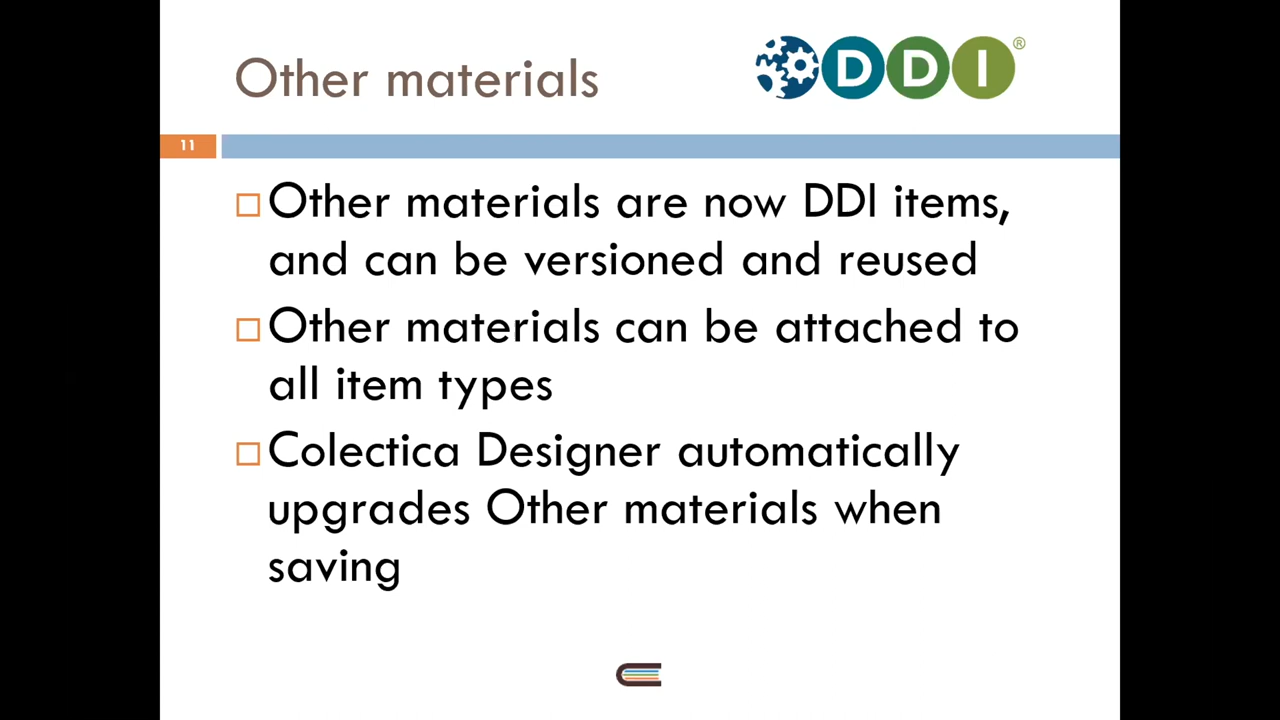 Other materials
DDI®
11
Other materials are now DDI items,
and can be versioned and reused
Other materials can be attached to
all item types
Colectica Designer automatically
upgrades Other materials when
saving